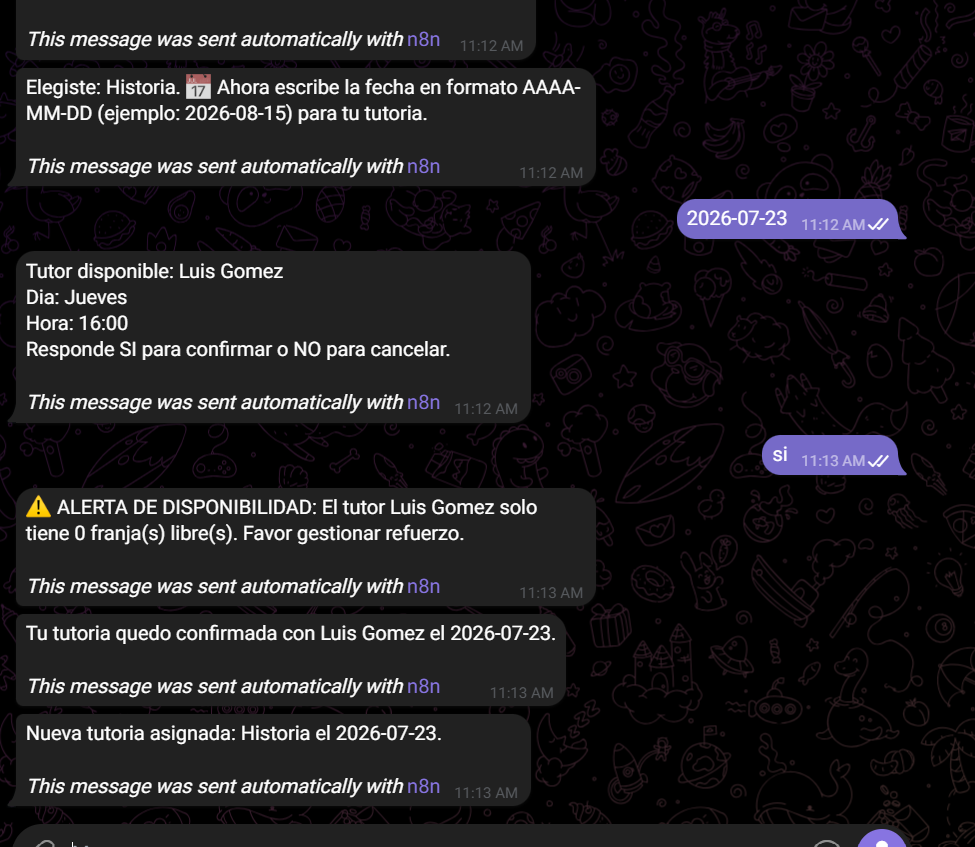 This message was sent automatically with n8n 11:12 AM
Elegiste: Historia. 📅 Ahora escribe la fecha en formato AAAA-
MM-DD (ejemplo: 2026-08-15) para tu tutoria.
This message was sent automatically with n8n 11:12 AM
2026-07-23 11:12 AM
Tutor disponible: Luis Gomez
Dia: Jueves
Hora: 16:00
Responde SI para confirmar o NO para cancelar.
This message was sent automatically with n8n 11:12 AM
si 11:13 AM
⚠️ ALERTA DE DISPONIBILIDAD: El tutor Luis Gomez solo
tiene 0 franja(s) libre(s). Favor gestionar refuerzo.
This message was sent automatically with n8n 11:13 AM
Tu tutoria quedo confirmada con Luis Gomez el 2026-07-23.
This message was sent automatically with n8n 11:13 AM
Nueva tutoria asignada: Historia el 2026-07-23.
This message was sent automatically with n8n 11:13 AM